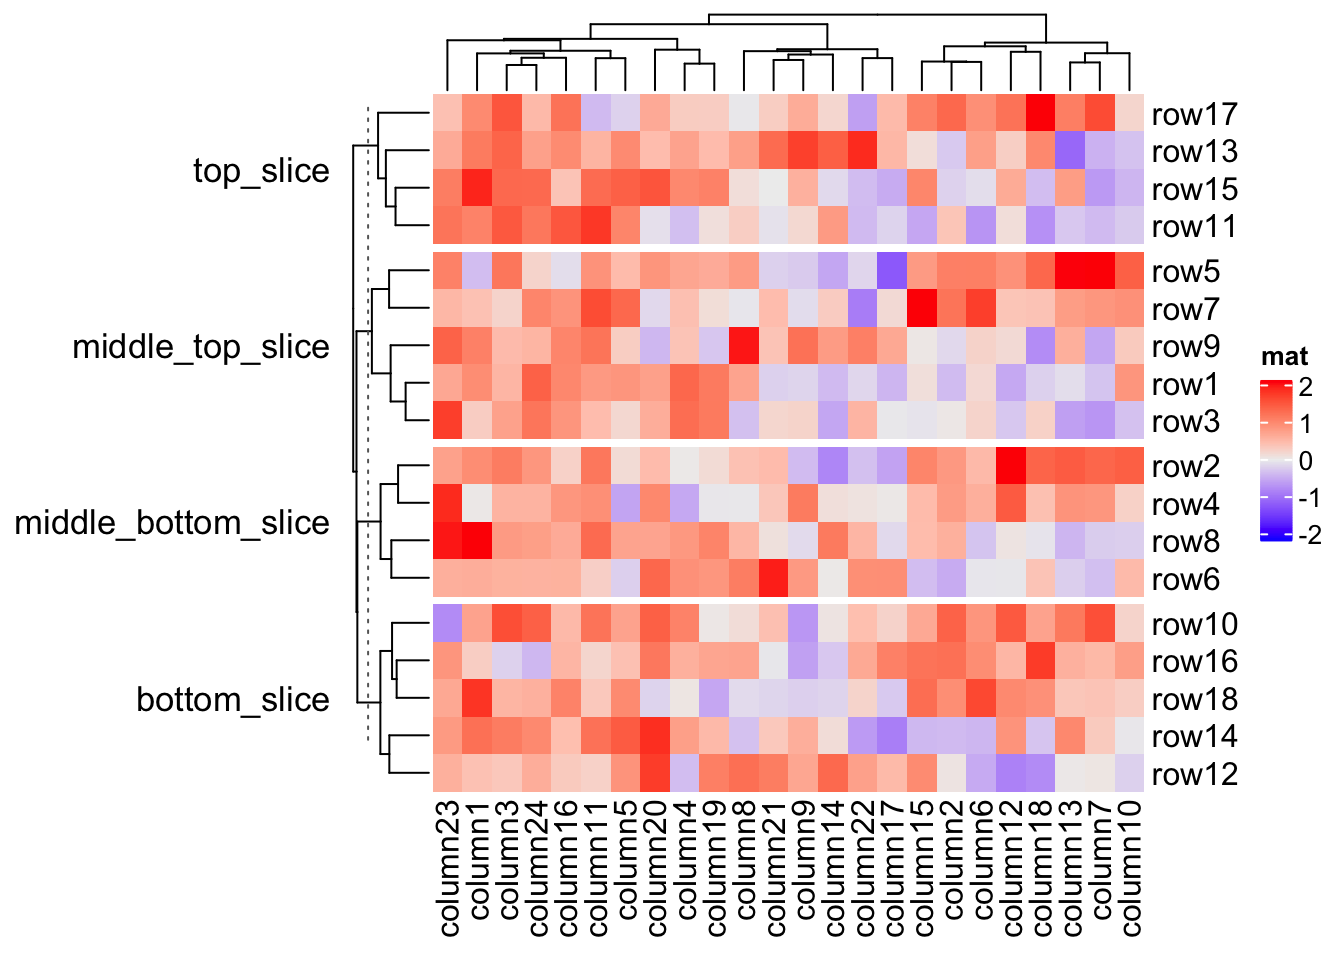 top_slice
middle_top_slice
middle_bottom_slice
bottom_slice
row17
row13
row15
row11
row5
row7
row9
row1
row3
row2
row4
row8
row6
row10
row16
row18
row14
row12
mat
2
1
0
-1
-2
column23
column1
column3
column24
column16
column11
column5
column20
column4
column19
column8
column21
column9
column14
column22
column17
column15
column2
column6
column12
column18
column13
column7
column10